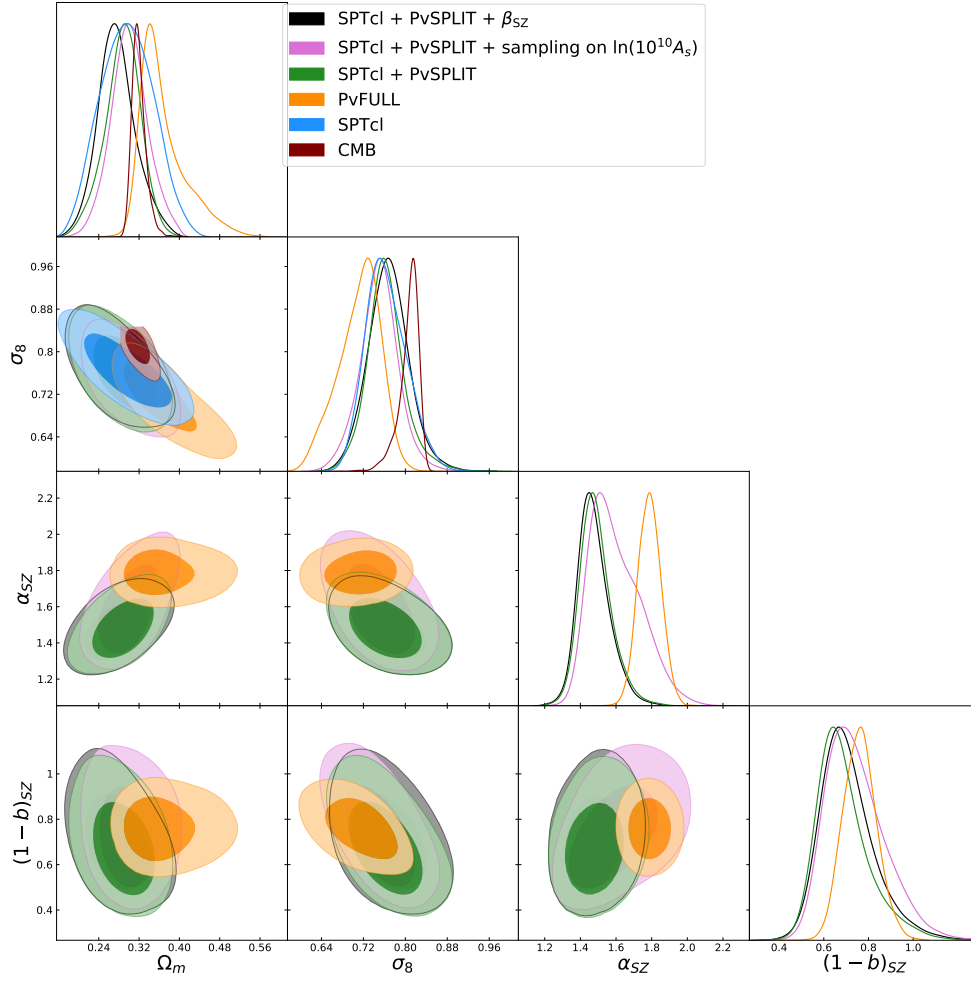 SPTcl + PvSPLIT + β_SZ
SPTcl + PvSPLIT + sampling on ln(10^10 A_s)
SPTcl + PvSPLIT
PvFULL
SPTcl
CMB
0.96
0.88
0.80
0.72
0.64
σ_8
2.2
2.0
1.8
1.6
1.4
1.2
α_SZ
1
0.8
0.6
0.4
(1 − b)_SZ
0.24 0.32 0.40 0.48 0.56
0.64 0.72 0.80 0.88 0.96
1.2 1.4 1.6 1.8 2.0 2.2
0.4 0.6 0.8 1.0
Ω_m
σ_8
α_SZ
(1 − b)_SZ